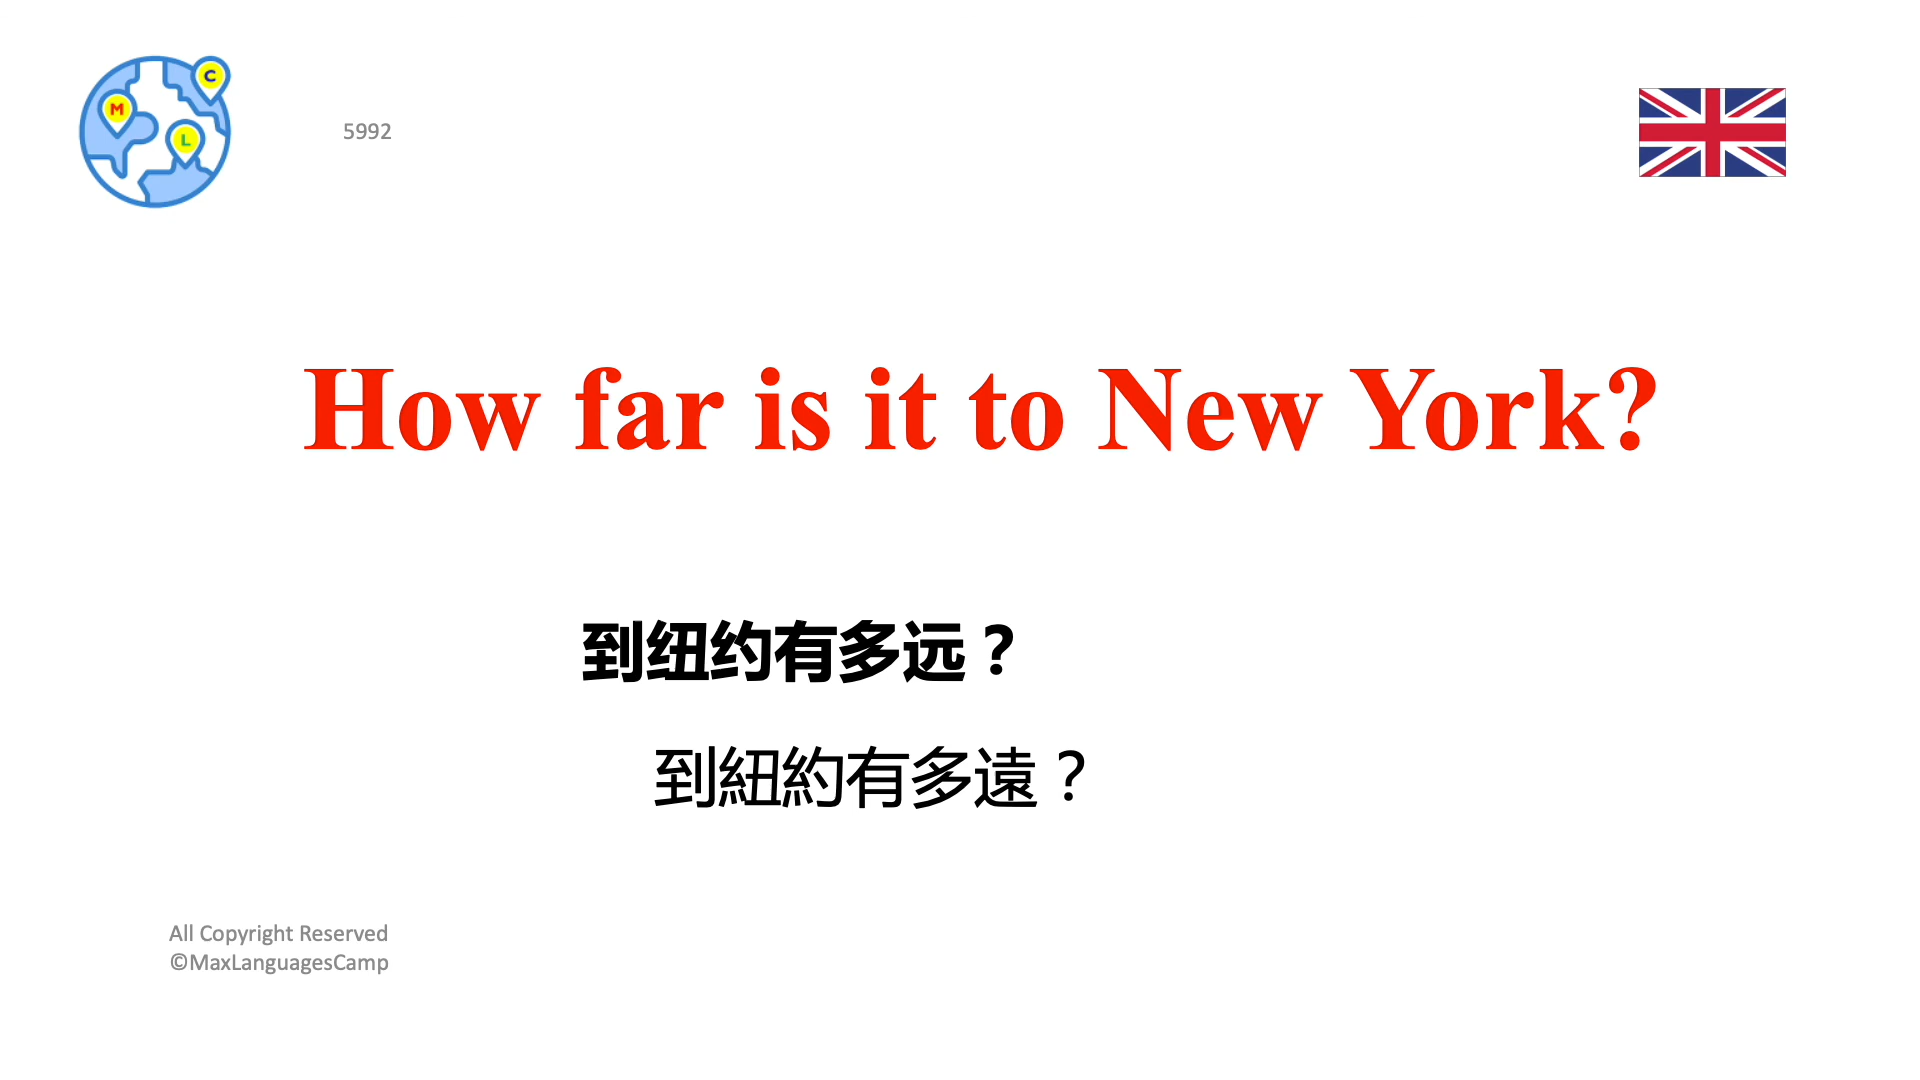 C
M
L
5992
How far is it to New York?
到纽约有多远？
到紐約有多遠？
All Copyright Reserved
©MaxLanguagesCamp